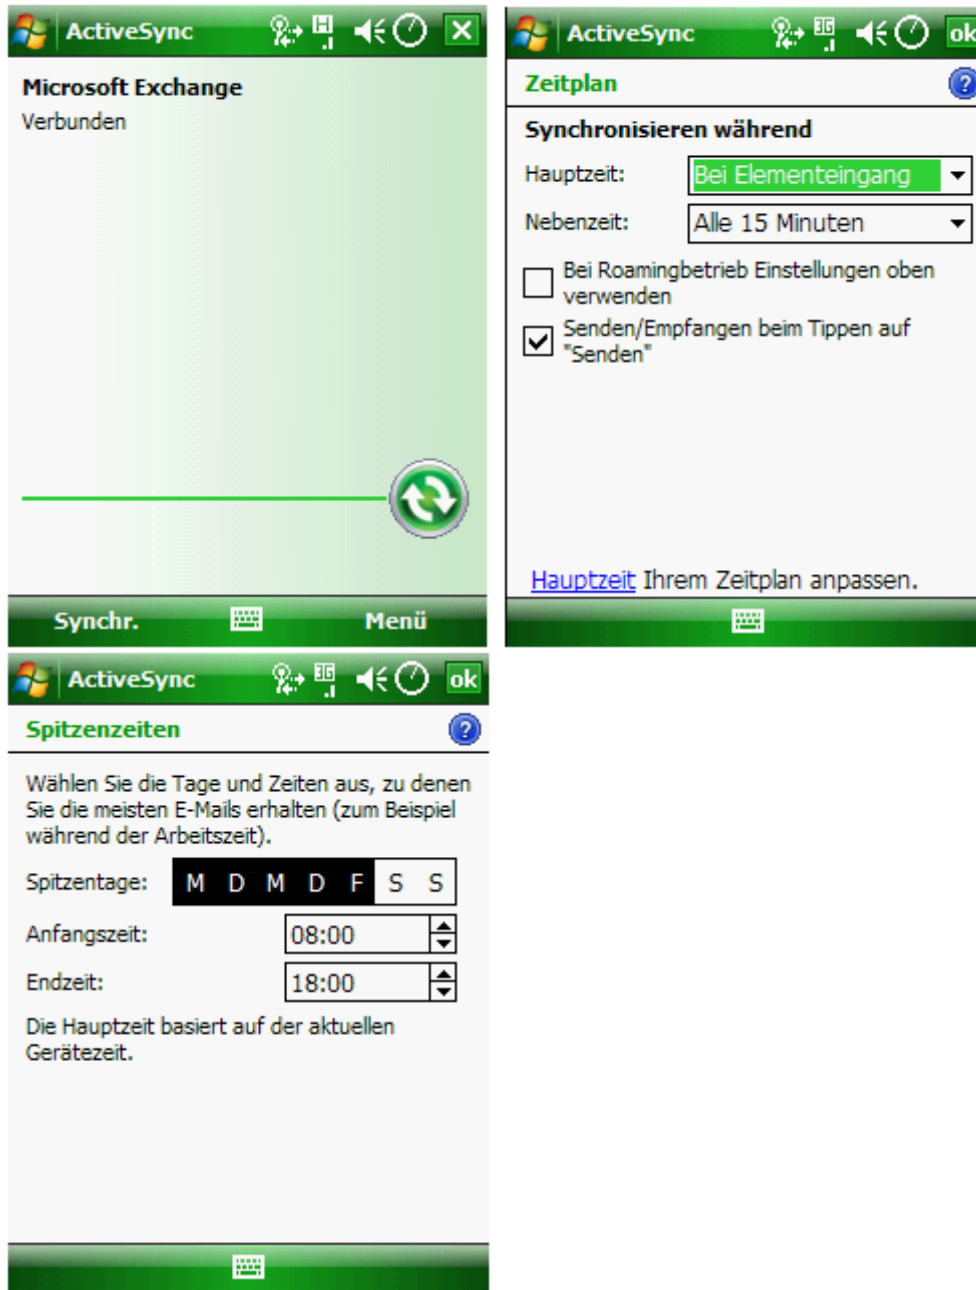 ActiveSync
Microsoft Exchange
Verbunden
Synchr.
Menü
ActiveSync
3G
ok
Zeitplan
?
Synchronisieren während
Hauptzeit:
Bei Elementeingang
Nebenzeit:
Alle 15 Minuten
Bei Roamingbetrieb Einstellungen oben
verwenden
Senden/Empfangen beim Tippen auf
"Senden"
Hauptzeit Ihrem Zeitplan anpassen.
ActiveSync
3G
ok
Spitzenzeiten
?
Wählen Sie die Tage und Zeiten aus, zu denen
Sie die meisten E-Mails erhalten (zum Beispiel
während der Arbeitszeit).
Spitzentage:
M D M D F S S
Anfangszeit:
08:00
Endzeit:
18:00
Die Hauptzeit basiert auf der aktuellen
Gerätezeit.